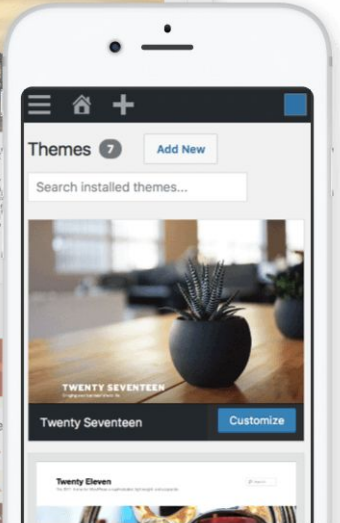 Themes 7 Add New
Search installed themes...
TWENTY SEVENTEEN
Twenty Seventeen Customize
Twenty Eleven